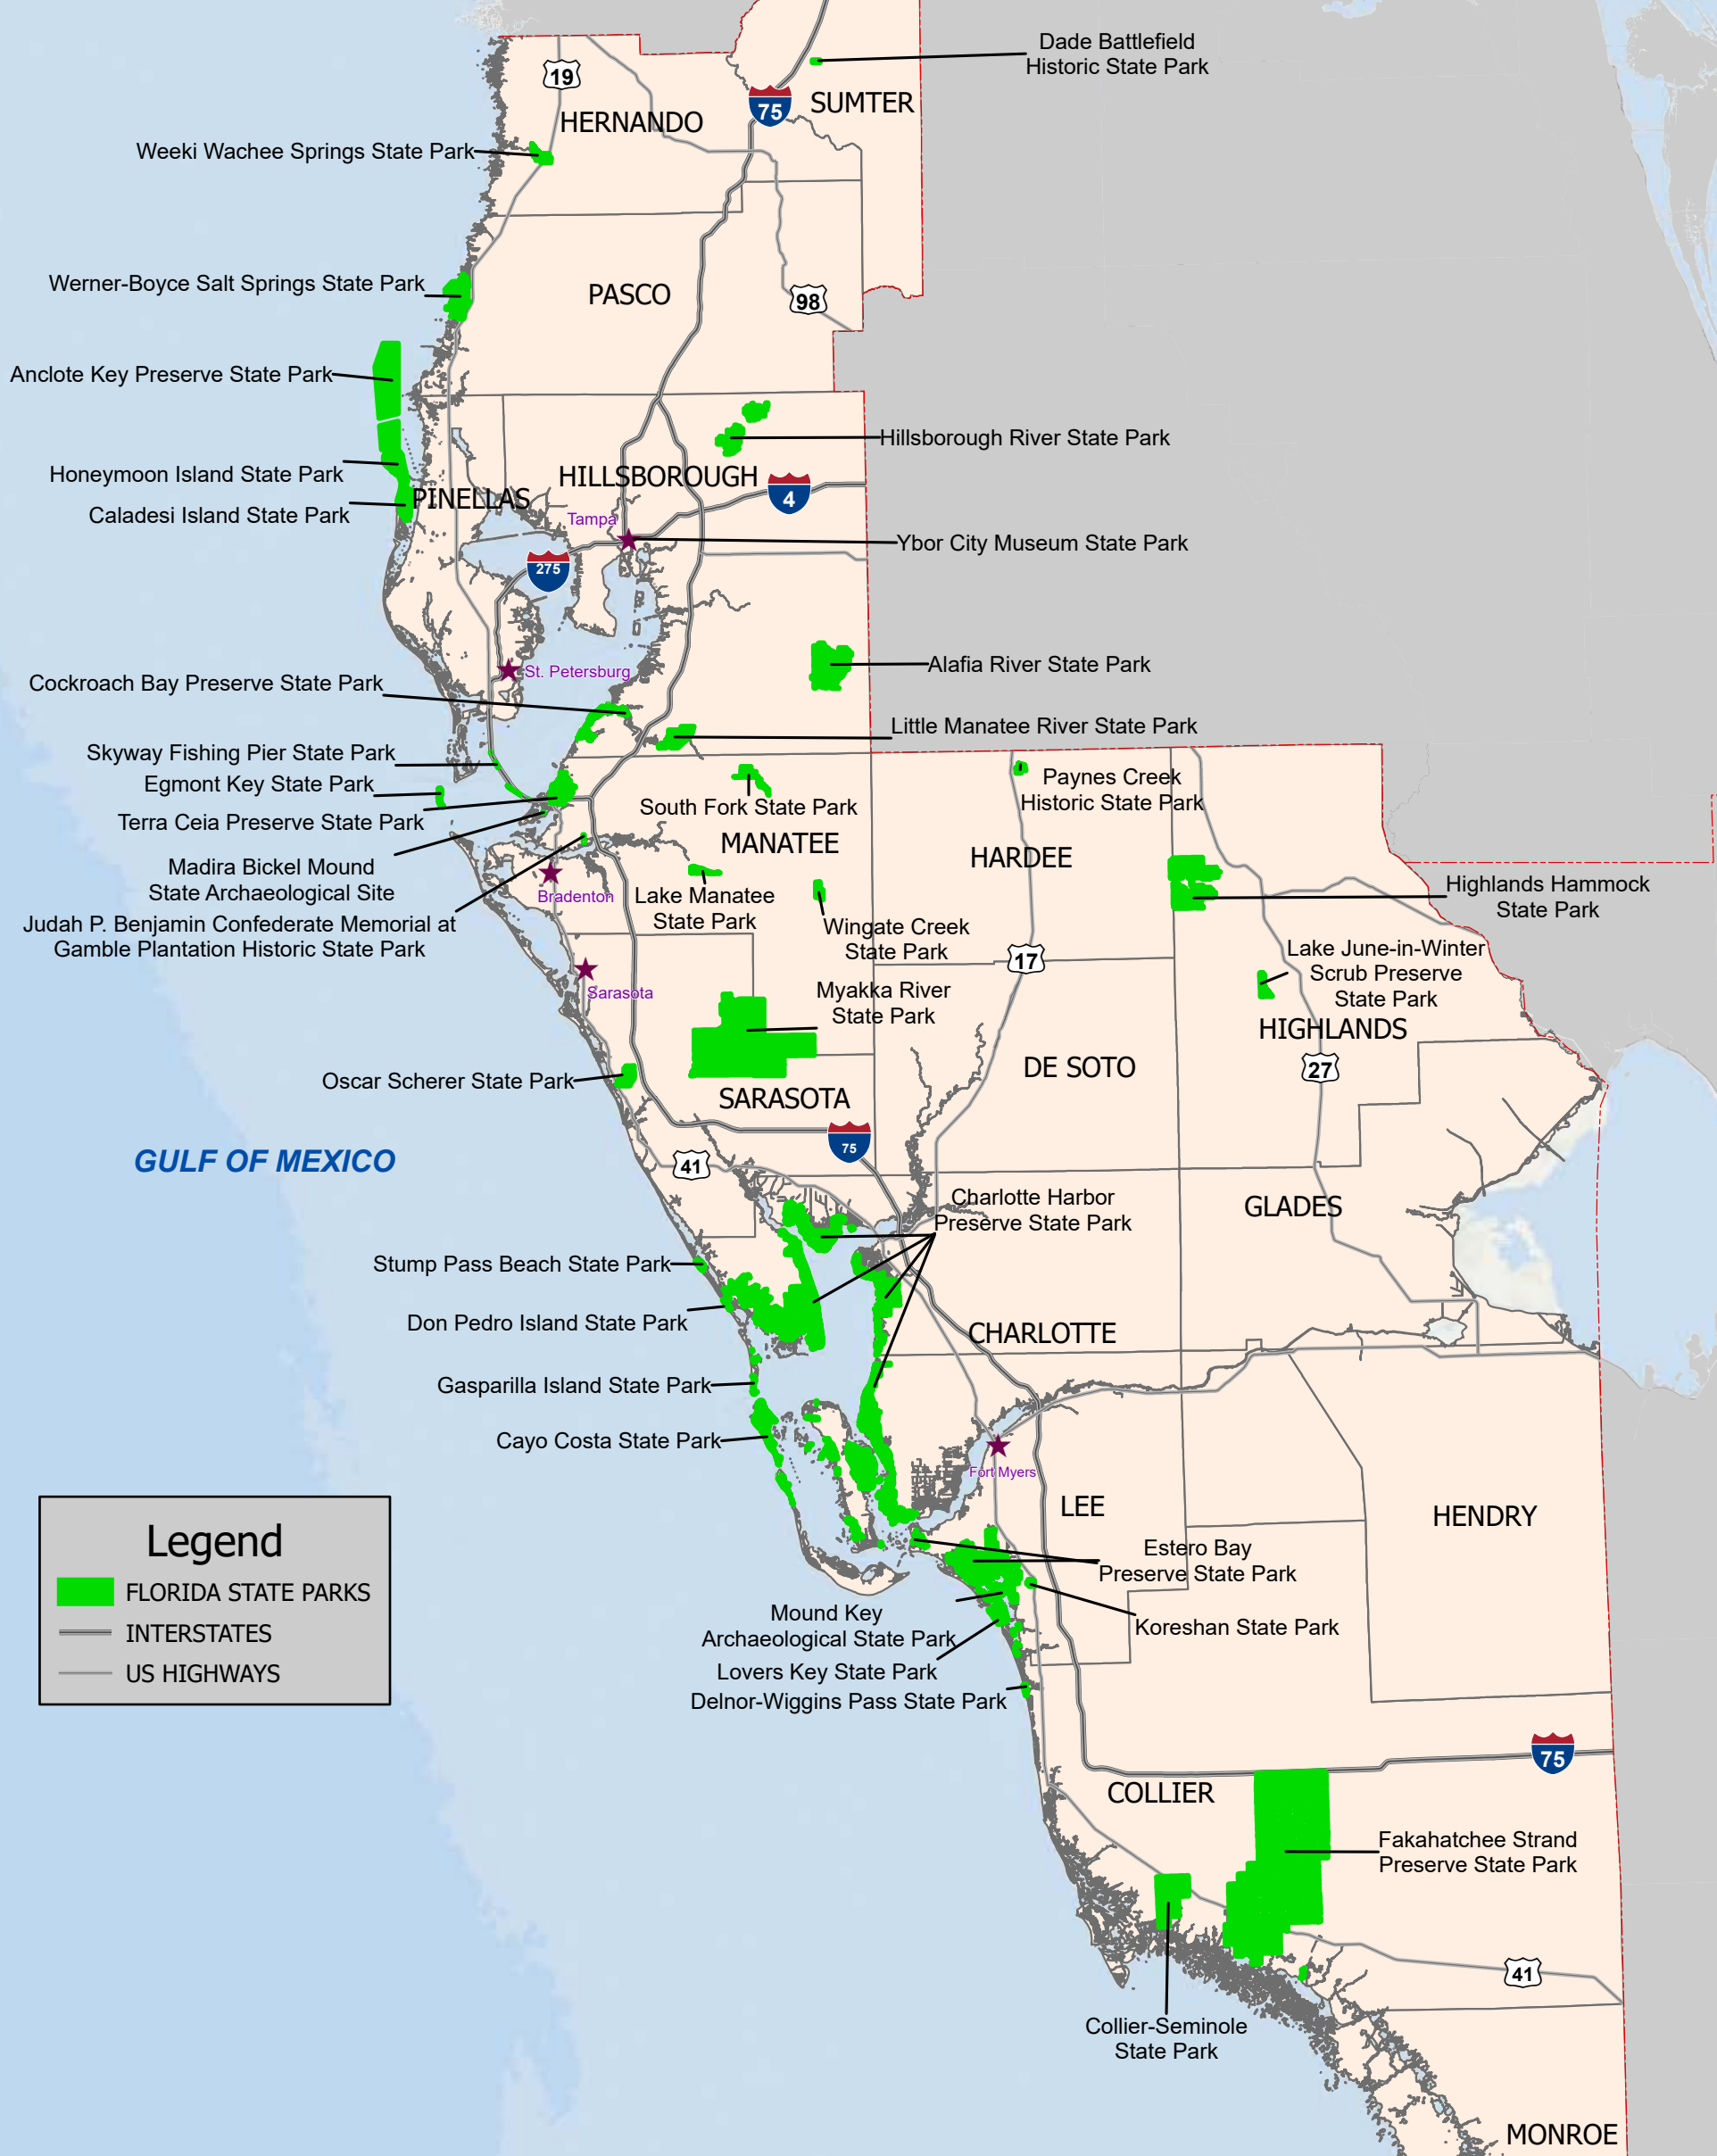 Dade Battlefield
Historic State Park
19
75
SUMTER
HERNANDO
Weeki Wachee Springs State Park
Werner-Boyce Salt Springs State Park
PASCO
98
Anclote Key Preserve State Park
Hillsborough River State Park
Honeymoon Island State Park
HILLSBOROUGH
PINELLAS
4
Caladesi Island State Park
Tampa
Ybor City Museum State Park
275
St. Petersburg
Alafia River State Park
Cockroach Bay Preserve State Park
Little Manatee River State Park
Skyway Fishing Pier State Park
Egmont Key State Park
Paynes Creek
Historic State Park
South Fork State Park
Terra Ceia Preserve State Park
MANATEE
HARDEE
Madira Bickel Mound
State Archaeological Site
Bradenton
Lake Manatee
State Park
Highlands Hammock
State Park
Judah P. Benjamin Confederate Memorial at
Gamble Plantation Historic State Park
Wingate Creek
State Park
17
Lake June-in-Winter
Scrub Preserve
State Park
Sarasota
Myakka River
State Park
HIGHLANDS
27
DE SOTO
Oscar Scherer State Park
SARASOTA
75
GULF OF MEXICO
41
Charlotte Harbor
Preserve State Park
GLADES
Stump Pass Beach State Park
Don Pedro Island State Park
CHARLOTTE
Gasparilla Island State Park
Cayo Costa State Park
Fort Myers
LEE
HENDRY
Legend
FLORIDA STATE PARKS
INTERSTATES
US HIGHWAYS
Estero Bay
Preserve State Park
Mound Key
Archaeological State Park
Koreshan State Park
Lovers Key State Park
Delnor-Wiggins Pass State Park
75
COLLIER
Fakahatchee Strand
Preserve State Park
41
Collier-Seminole
State Park
MONROE